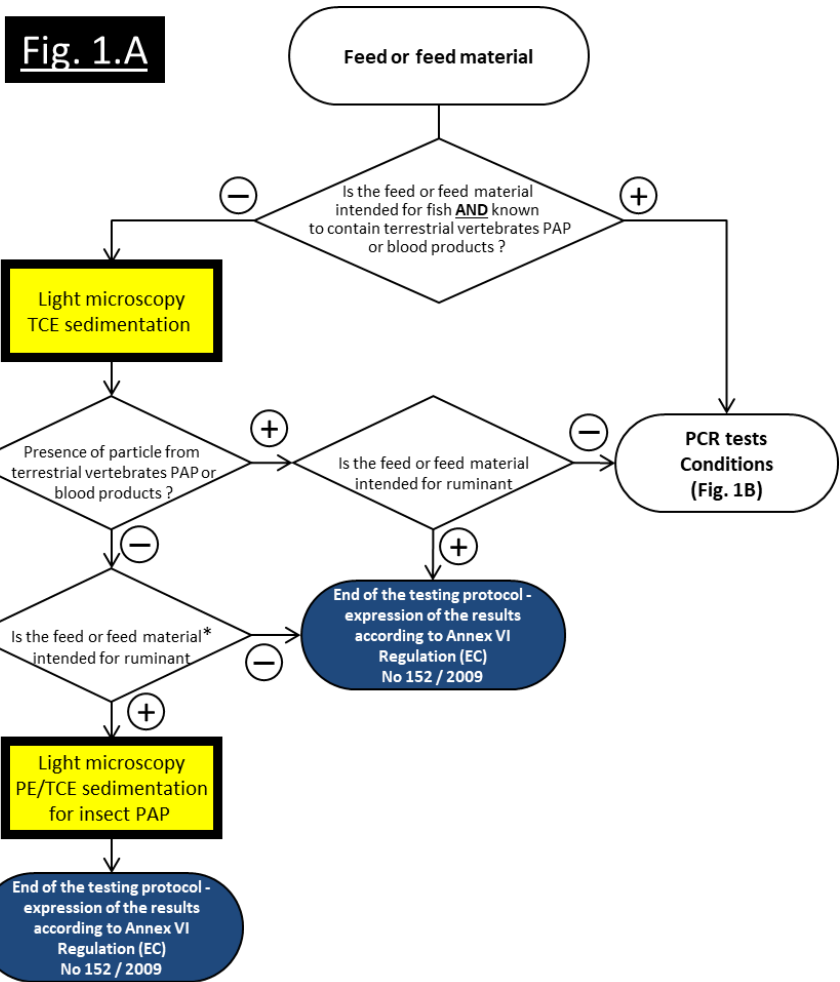 Fig. 1.A
Feed or feed material
Is the feed or feed material
intended for fish AND known
to contain terrestrial vertebrates PAP
or blood products ?
−
+
Light microscopy
TCE sedimentation
Presence of particle from
terrestrial vertebrates PAP or
blood products ?
+
Is the feed or feed material
intended for ruminant
−
PCR tests
Conditions
(Fig. 1B)
−
+
End of the testing protocol -
expression of the results
according to Annex VI
Regulation (EC)
No 152 / 2009
Is the feed or feed material*
intended for ruminant
−
+
Light microscopy
PE/TCE sedimentation
for insect PAP
End of the testing protocol -
expression of the results
according to Annex VI
Regulation (EC)
No 152 / 2009